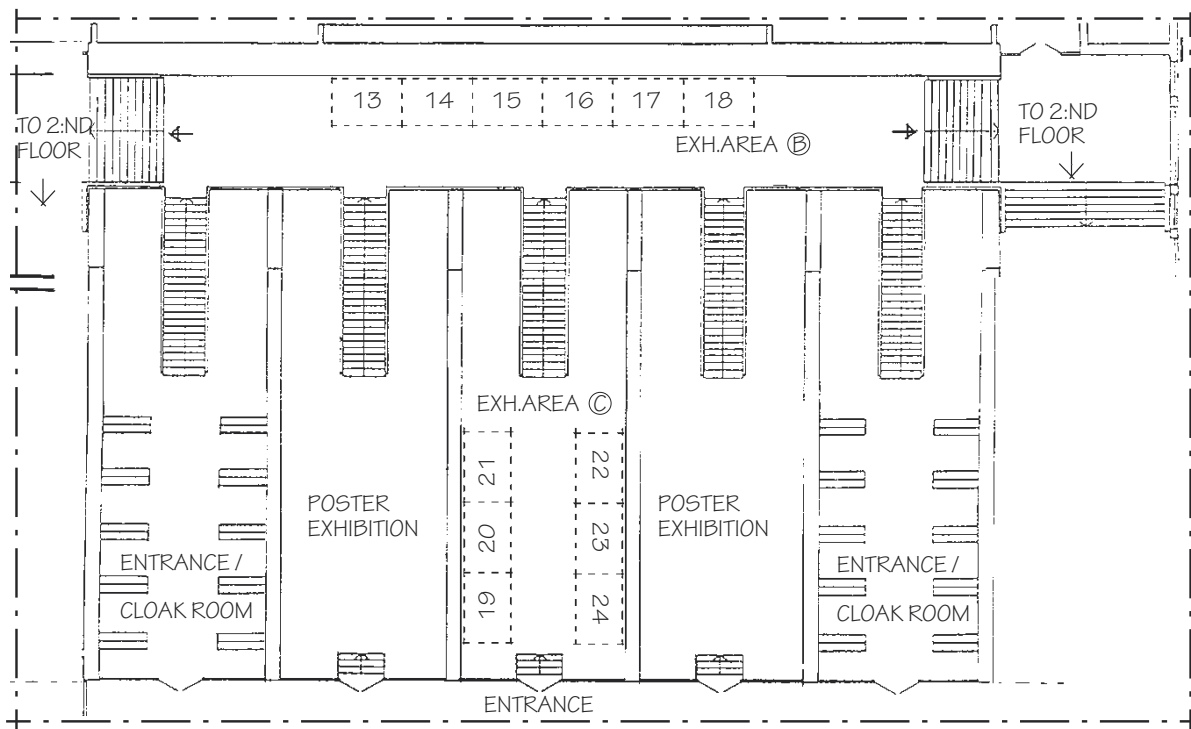 13 14 15 16 17 18
TO 2:ND
FLOOR
TO 2:ND
FLOOR
EXH.AREA Ⓑ
EXH.AREA Ⓒ
21
22
20
23
19
24
POSTER
EXHIBITION
POSTER
EXHIBITION
ENTRANCE /
CLOAK ROOM
ENTRANCE /
CLOAK ROOM
ENTRANCE